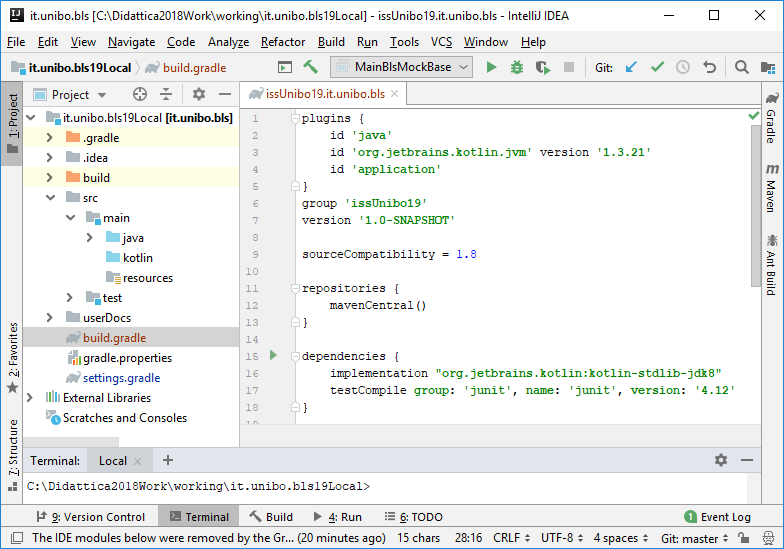 it.unibo.bls [C:\Didattica2018Work\working\it.unibo.bls19Local] - issUnibo19.it.unibo.bls - IntelliJ IDEA
File Edit View Navigate Code Analyze Refactor Build Run Tools VCS Window Help
it.unibo.bls19Local build.gradle MainBlsMockBase Git:
1: Project
2: Favorites
7: Structure
Project
it.unibo.bls19Local [it.unibo.bls]
.gradle
.idea
build
src
main
java
kotlin
resources
test
userDocs
build.gradle
gradle.properties
settings.gradle
External Libraries
Scratches and Consoles
issUnibo19.it.unibo.bls
1 plugins {
2 id 'java'
3 id 'org.jetbrains.kotlin.jvm' version '1.3.21'
4 id 'application'
5 }
6 group 'issUnibo19'
7 version '1.0-SNAPSHOT'
8
9 sourceCompatibility = 1.8
10
11 repositories {
12 mavenCentral()
13 }
14
15 dependencies {
16 implementation "org.jetbrains.kotlin:kotlin-stdlib-jdk8"
17 testCompile group: 'junit', name: 'junit', version: '4.12'
18 }
Gradle
m Maven
Ant Build
Terminal: Local +
C:\Didattica2018Work\working\it.unibo.bls19Local>
9: Version Control Terminal Build 4: Run 6: TODO 1 Event Log
The IDE modules below were removed by the Gr... (20 minutes ago) 15 chars 28:16 CRLF UTF-8 4 spaces Git: master